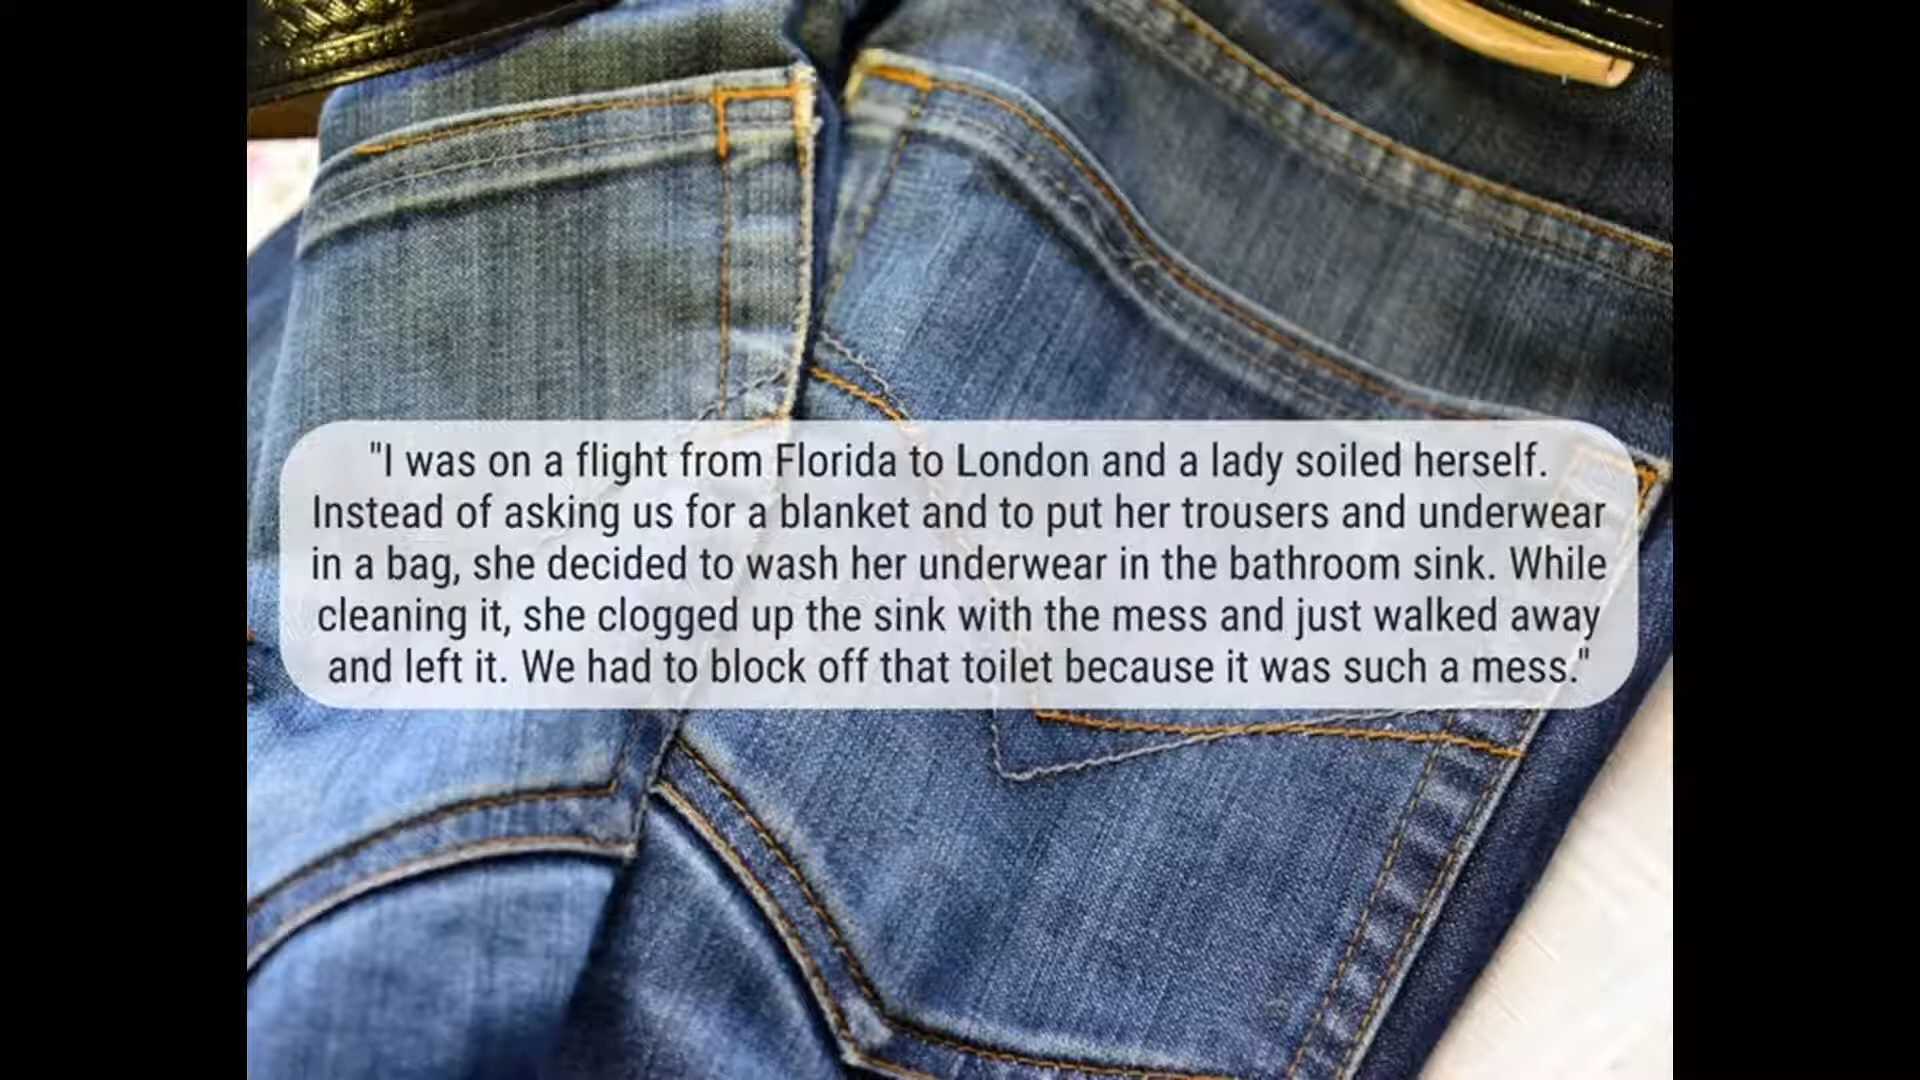 "I was on a flight from Florida to London and a lady soiled herself.
Instead of asking us for a blanket and to put her trousers and underwear
in a bag, she decided to wash her underwear in the bathroom sink. While
cleaning it, she clogged up the sink with the mess and just walked away
and left it. We had to block off that toilet because it was such a mess."